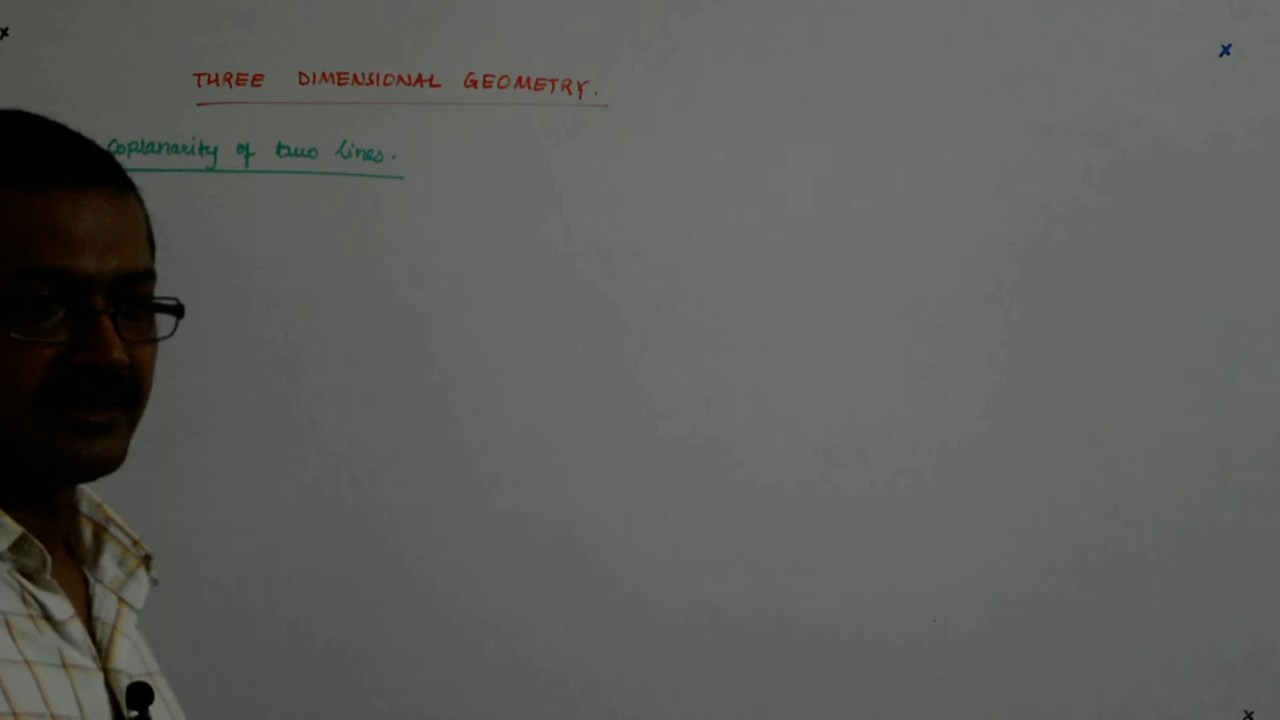 THREE DIMENSIONAL GEOMETRY.
Coplanarity of two lines.